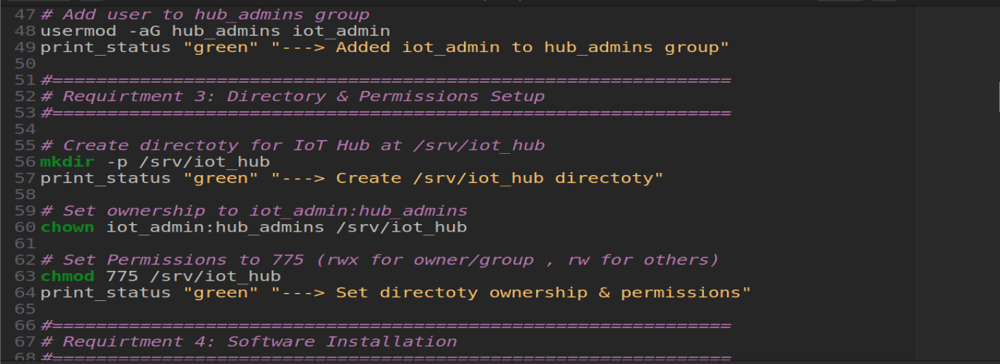 47 # Add user to hub_admins group
48 usermod -aG hub_admins iot_admin
49 print_status "green" "---> Added iot_admin to hub_admins group"
50
51 #==============================================================
52 # Requirtment 3: Directory & Permissions Setup
53 #==============================================================
54
55 # Create directoty for IoT Hub at /srv/iot_hub
56 mkdir -p /srv/iot_hub
57 print_status "green" "---> Create /srv/iot_hub directoty"
58
59 # Set ownership to iot_admin:hub_admins
60 chown iot_admin:hub_admins /srv/iot_hub
61
62 # Set Permissions to 775 (rwx for owner/group , rw for others)
63 chmod 775 /srv/iot_hub
64 print_status "green" "---> Set directoty ownership & permissions"
65
66 #==============================================================
67 # Requirtment 4: Software Installation
68 #==============================================================